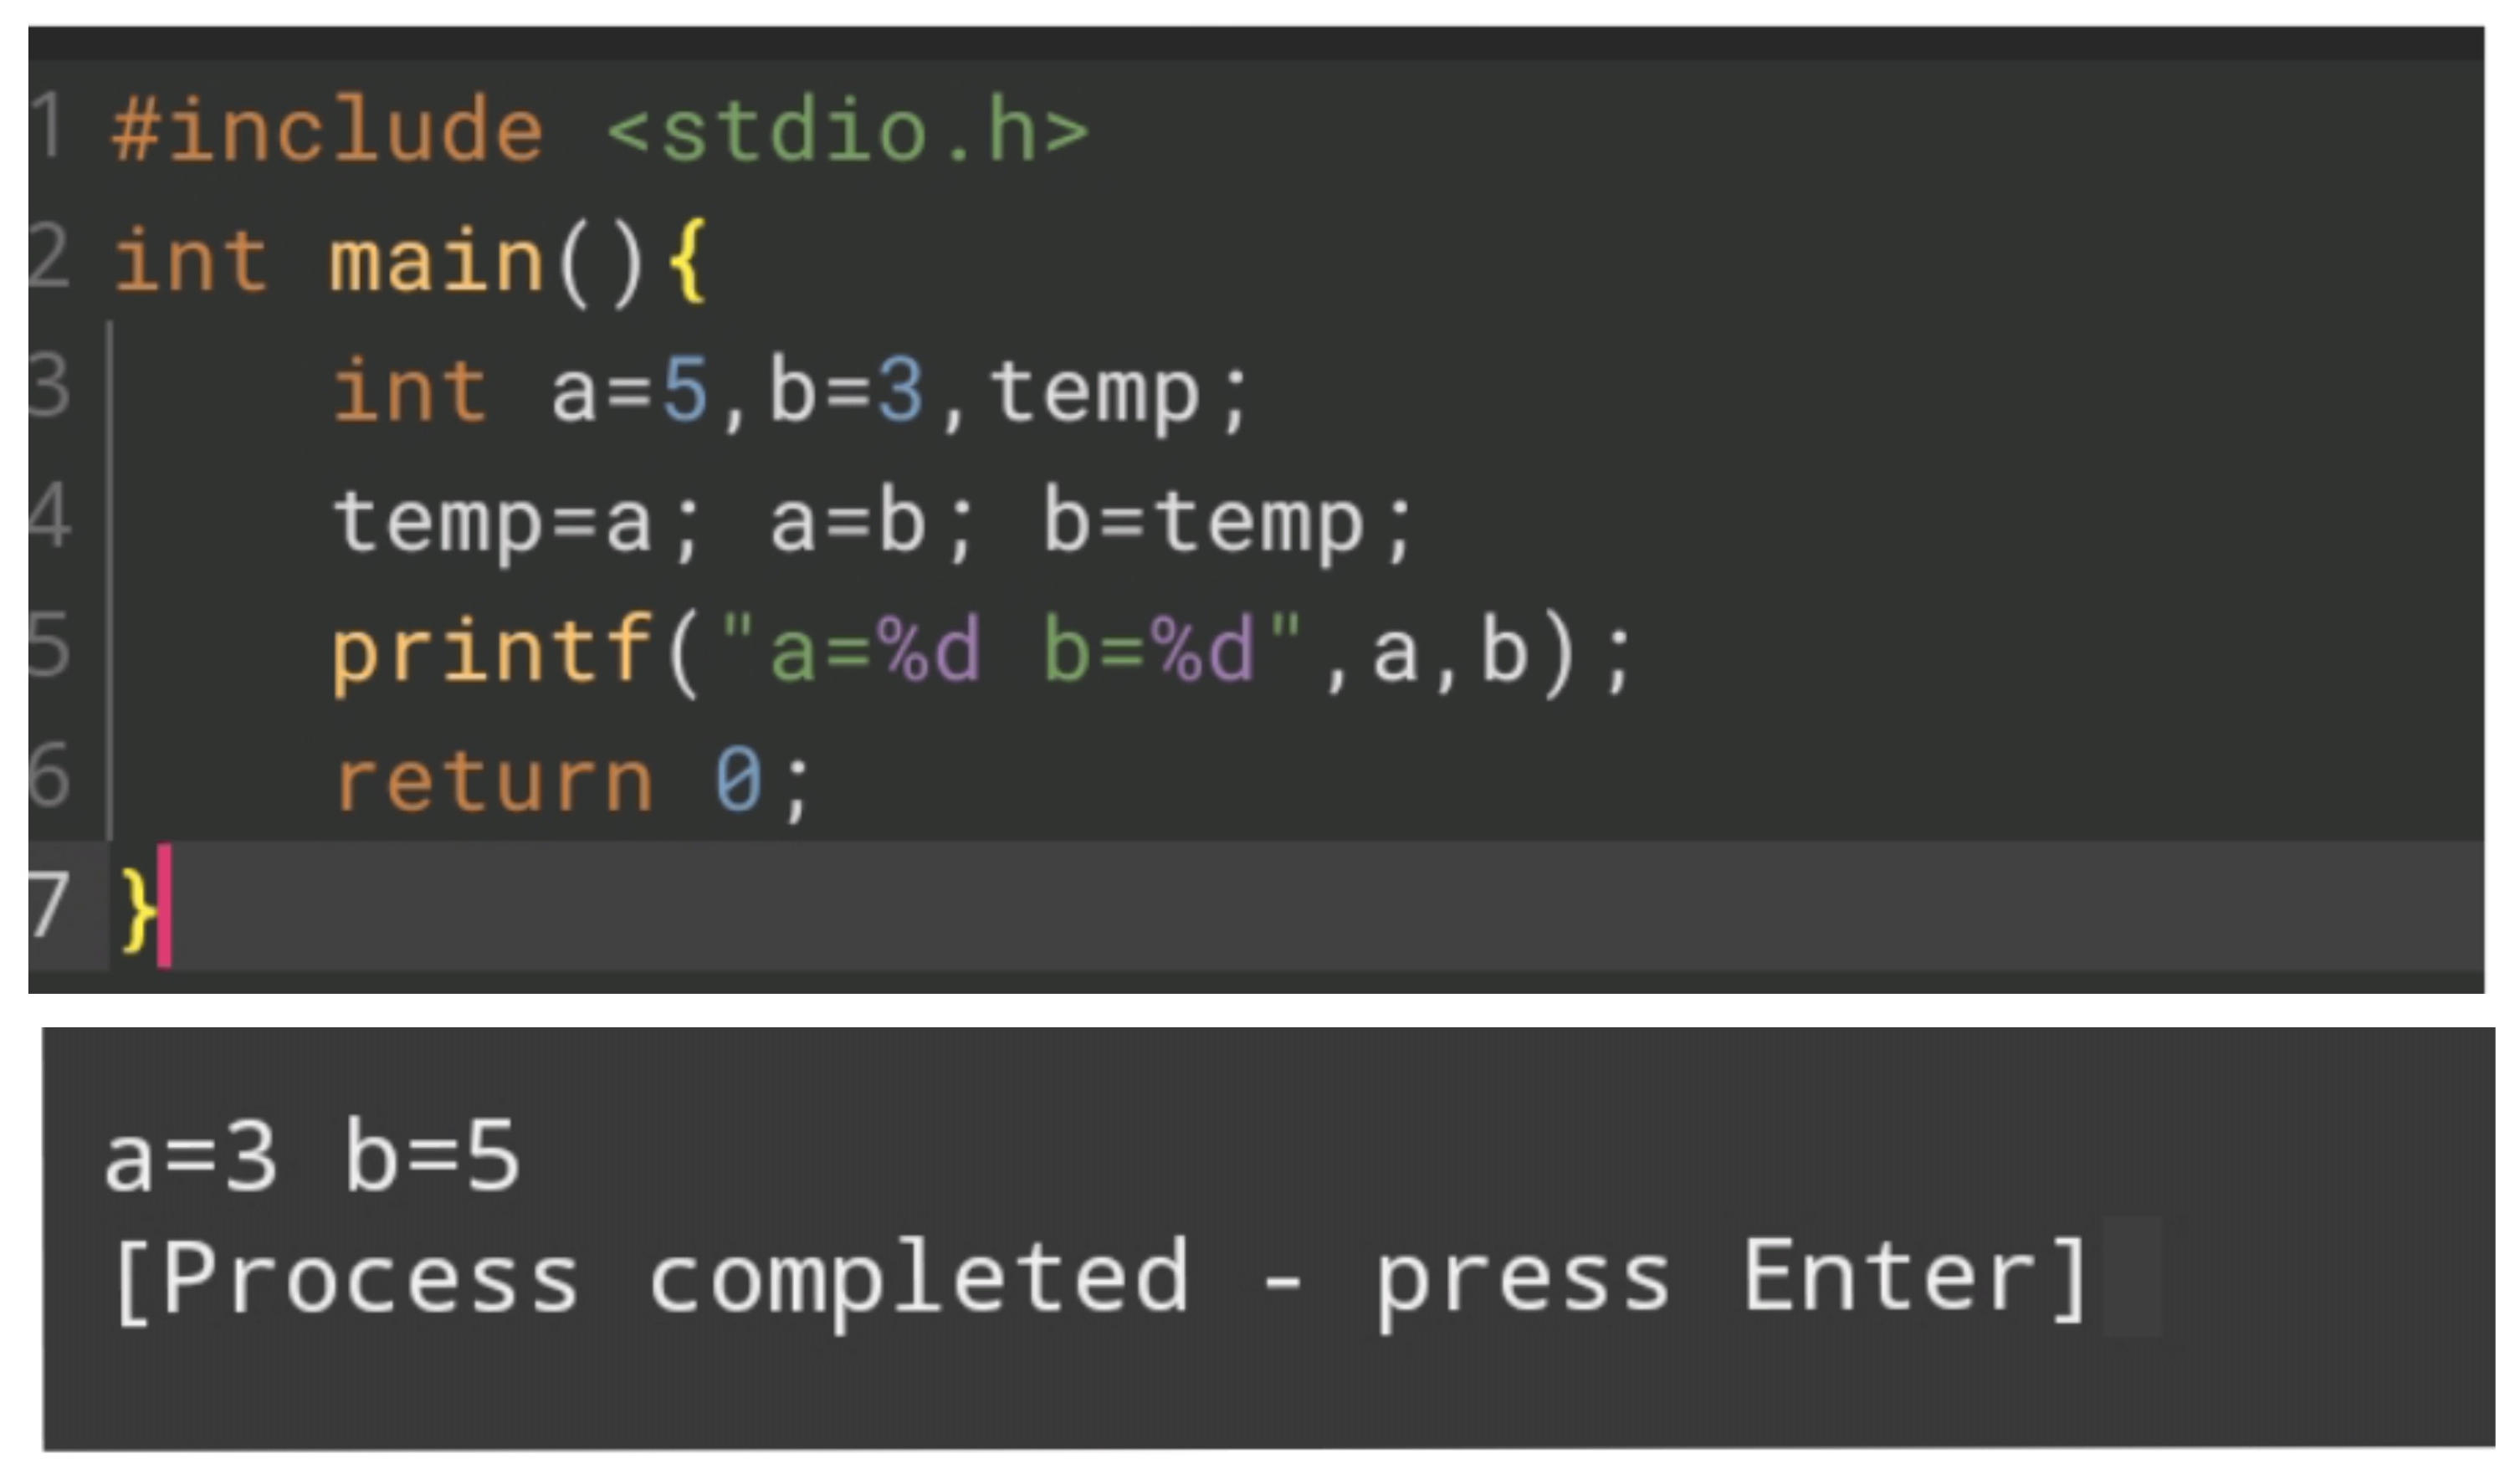 1 #include <stdio.h>
2 int main(){
3     int a=5,b=3,temp;
4     temp=a; a=b; b=temp;
5     printf("a=%d b=%d",a,b);
6     return 0;
7 }
a=3 b=5
[Process completed - press Enter]